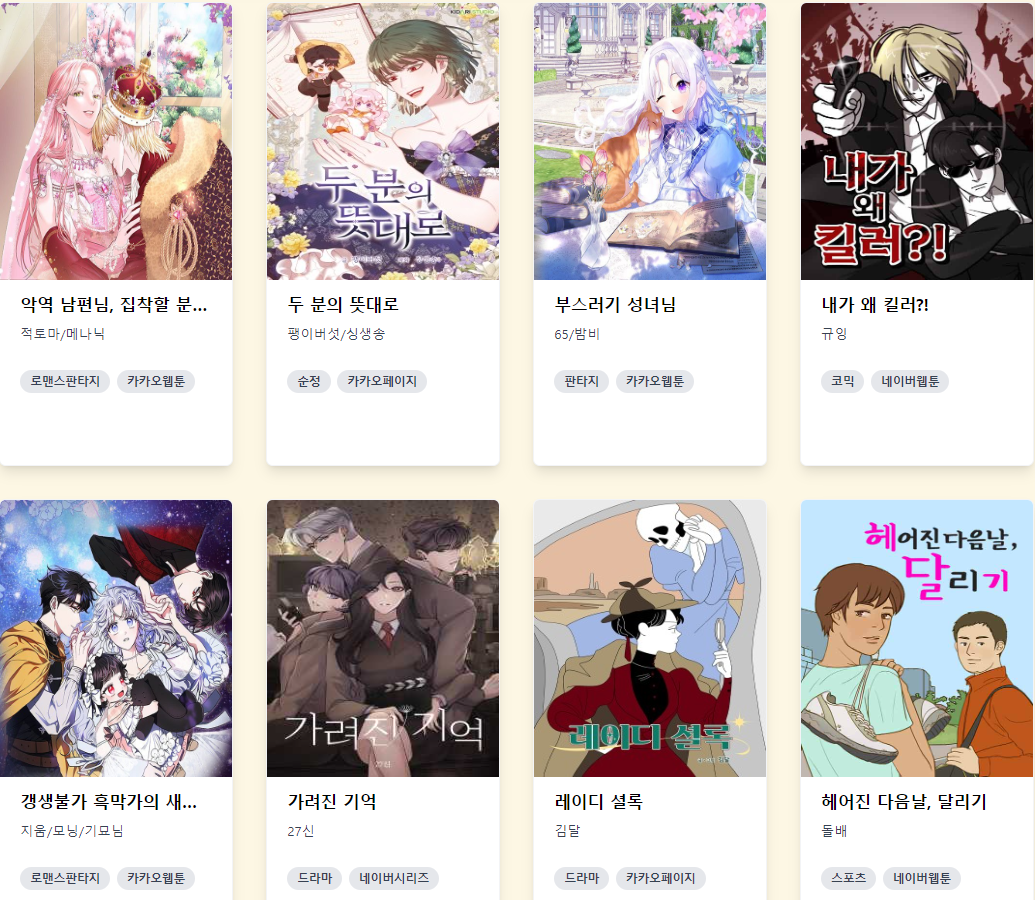 KIDARI STUDIO
두 분의
뜻대로
내가
왜
킬러?!
악역 남편님, 집착할 분...
적토마/메나닉
로맨스판타지 카카오웹툰
두 분의 뜻대로
팽이버섯/싱생송
순정 카카오페이지
부스러기 성녀님
65/밤비
판타지 카카오웹툰
내가 왜 킬러?!
규잉
코믹 네이버웹툰
가려진 기억
27신
레이디 셜록
헤어진 다음날,
달리기
갱생불가 흑막가의 새...
지움/모닝/기묘님
로맨스판타지 카카오웹툰
가려진 기억
27신
드라마 네이버시리즈
레이디 셜록
김달
드라마 카카오페이지
헤어진 다음날, 달리기
돌배
스포츠 네이버웹툰